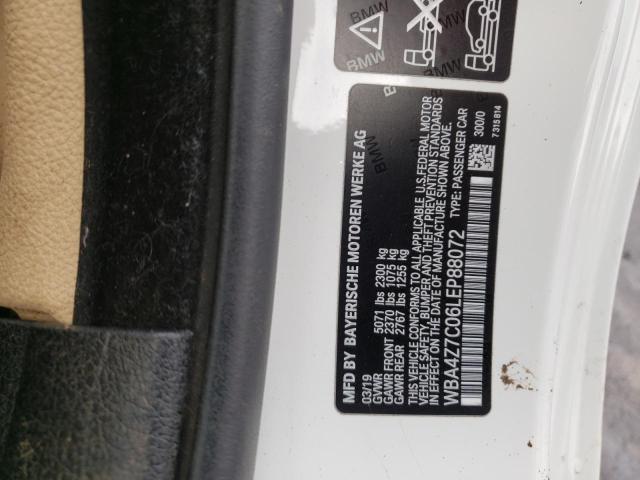 BMW
BMW
BMW
BMW
MFD BY BAYERISCHE MOTOREN WERKE AG
03/19
GVWR 5071 lbs 2300 kg
GAWR FRONT 2370 lbs 1075 kg
GAWR REAR 2767 lbs 1255 kg
THIS VEHICLE CONFORMS TO ALL APPLICABLE U.S. FEDERAL MOTOR
VEHICLE SAFETY, BUMPER AND THEFT PREVENTION STANDARDS
IN EFFECT ON THE DATE OF MANUFACTURE SHOWN ABOVE.
WBA4Z7C06LEP88072 TYPE: PASSENGER CAR
300/0
7315814